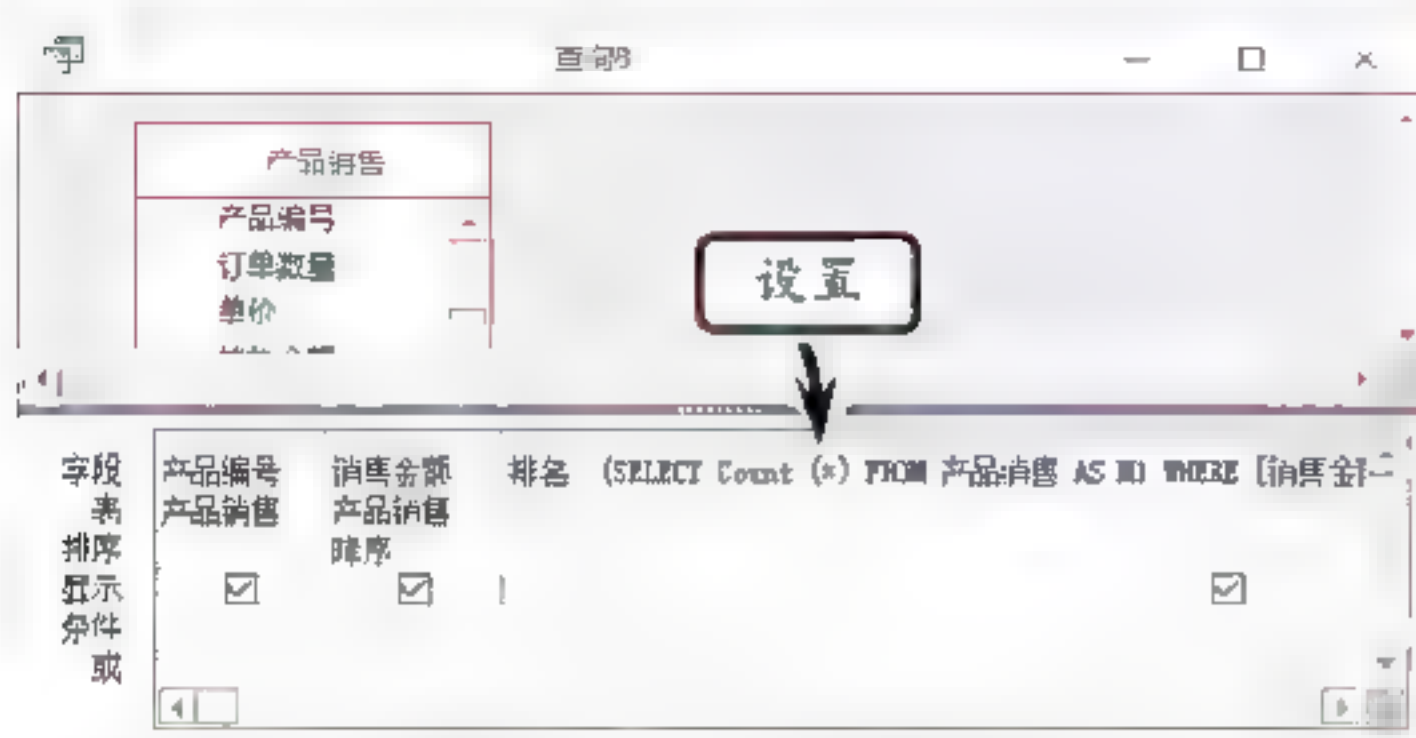 查询8
产品销售
产品编号
订单数量
单价
设置
字段 产品编号 销售金额 排名 (SELECT Count (*) FROM 产品销售 AS WHERE [销售金
表 产品销售 产品销售
排序 降序
显示
条件
或